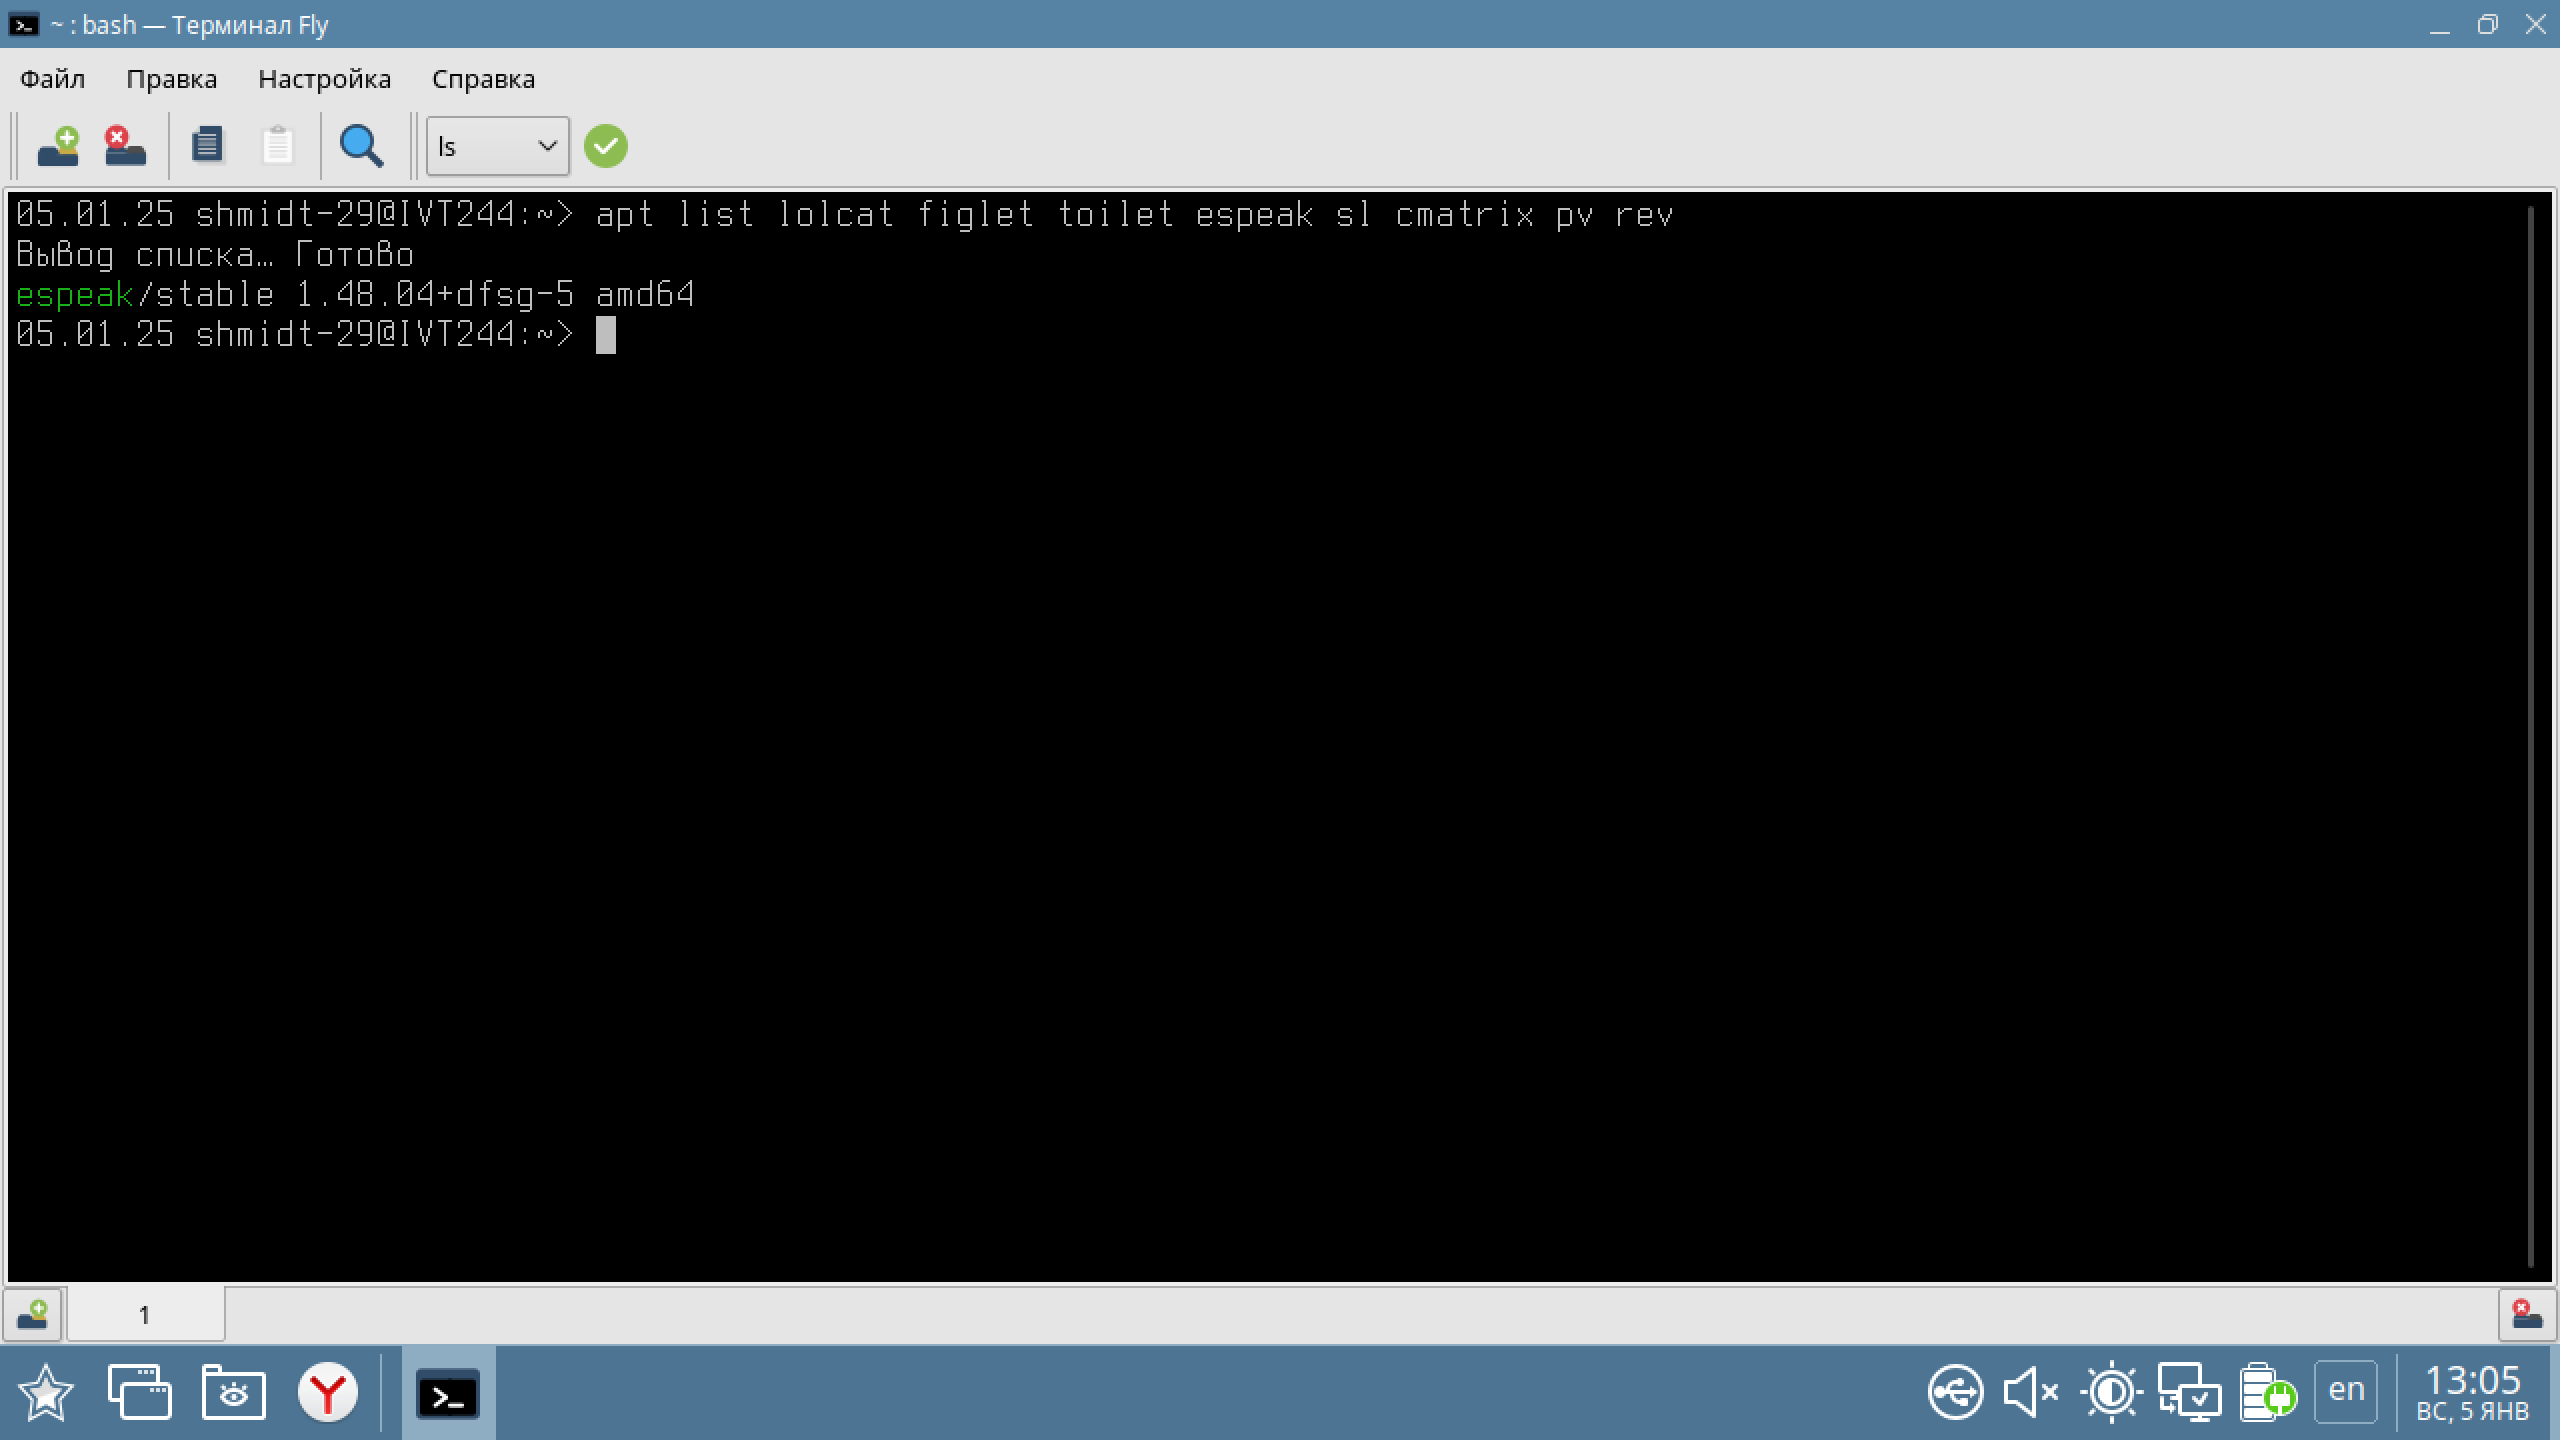 ~ : bash — Терминал Fly
Файл Правка Настройка Справка
ls
05.01.25 shmidt-29@IVT244:~> apt list lolcat figlet toilet espeak sl cmatrix pv rev
Вывод списка… Готово
espeak/stable 1.48.04+dfsg-5 amd64
05.01.25 shmidt-29@IVT244:~>
1
en
13:05
ВС, 5 ЯНВ